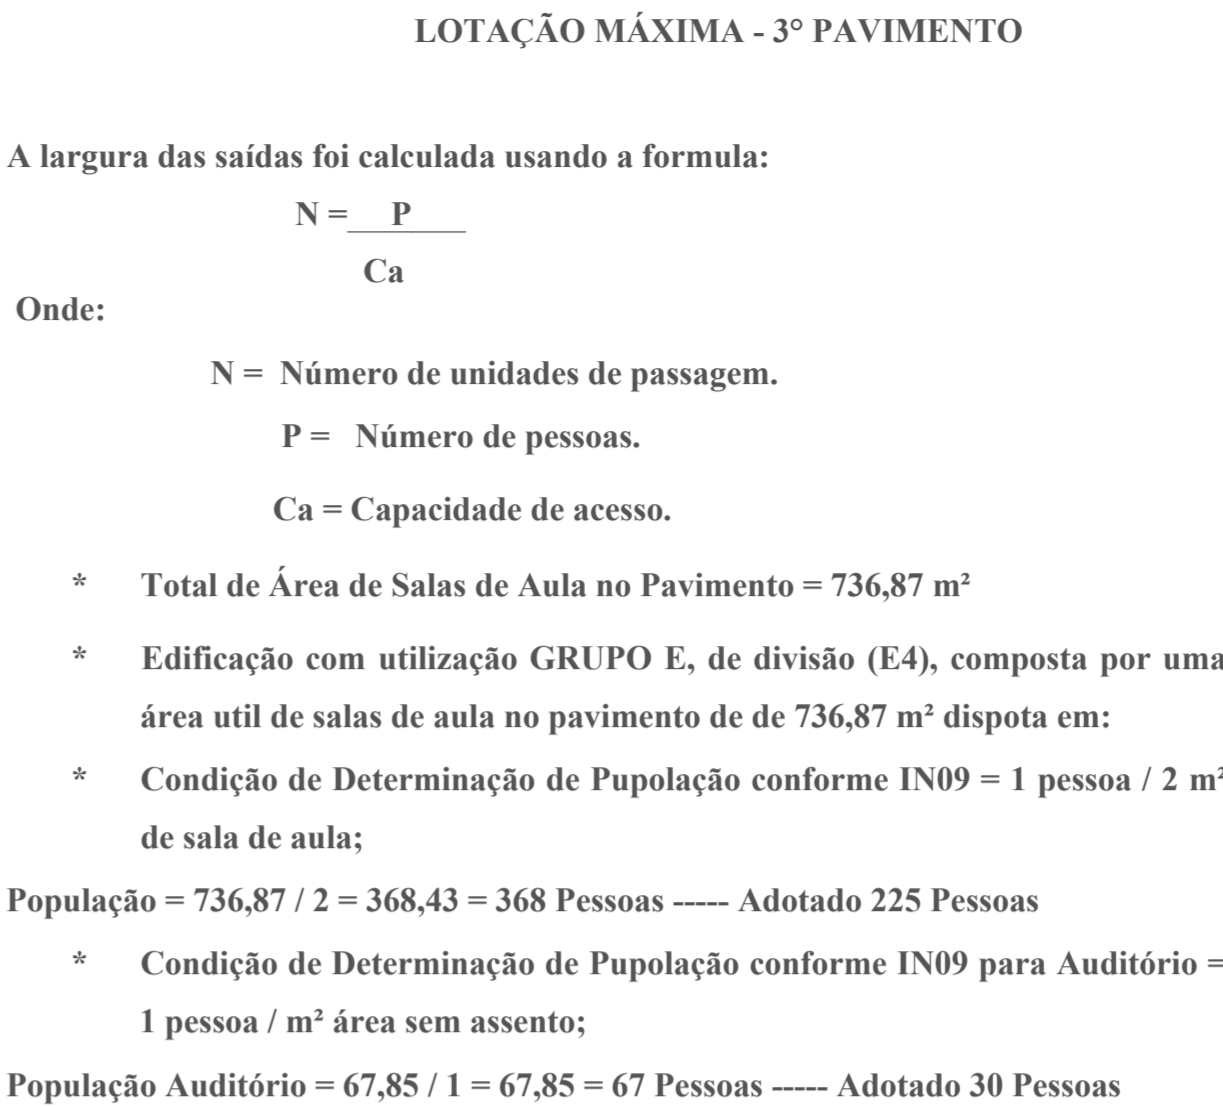 LOTAÇÃO MÁXIMA - 3° PAVIMENTO
A largura das saídas foi calculada usando a formula:
N = P
Ca
Onde:
N = Número de unidades de passagem.
P = Número de pessoas.
Ca = Capacidade de acesso.
* Total de Área de Salas de Aula no Pavimento = 736,87 m²
* Edificação com utilização GRUPO E, de divisão (E4), composta por uma
área util de salas de aula no pavimento de de 736,87 m² dispota em:
* Condição de Determinação de Pupolação conforme IN09 = 1 pessoa / 2 m²
de sala de aula;
População = 736,87 / 2 = 368,43 = 368 Pessoas ----- Adotado 225 Pessoas
* Condição de Determinação de Pupolação conforme IN09 para Auditório =
1 pessoa / m² área sem assento;
População Auditório = 67,85 / 1 = 67,85 = 67 Pessoas ----- Adotado 30 Pessoas